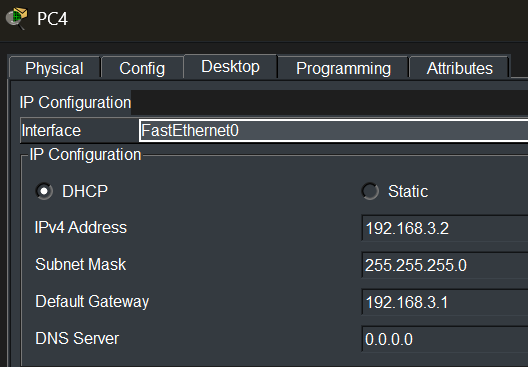 PC4
Physical Config Desktop Programming Attributes
IP Configuration
Interface FastEthernet0
IP Configuration
DHCP Static
IPv4 Address 192.168.3.2
Subnet Mask 255.255.255.0
Default Gateway 192.168.3.1
DNS Server 0.0.0.0